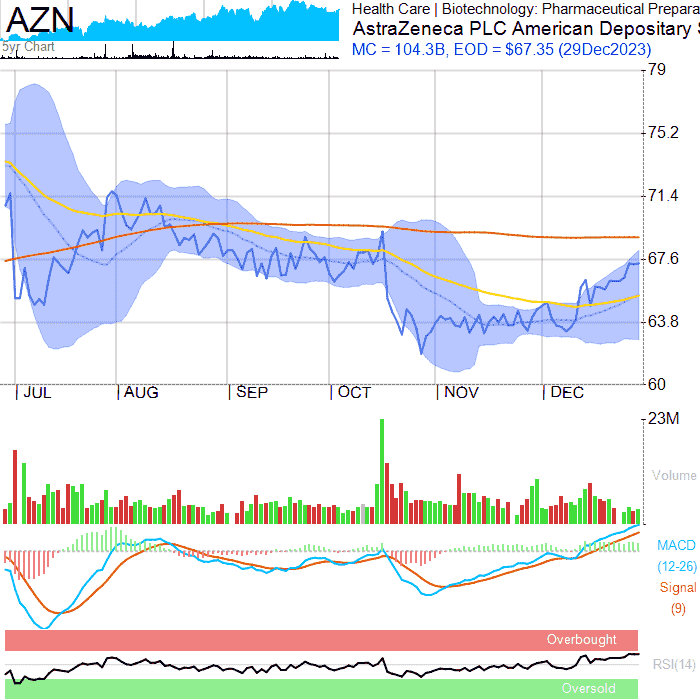 AZN
5yr Chart
Health Care | Biotechnology: Pharmaceutical Prepara
AstraZeneca PLC American Depositary S
MC = 104.3B, EOD = $67.35 (29Dec2023)
79
75.2
71.4
67.6
63.8
60
JUL AUG SEP OCT NOV DEC
23M
Volume
MACD
(12-26)
Signal
(9)
Overbought
RSI(14)
Oversold